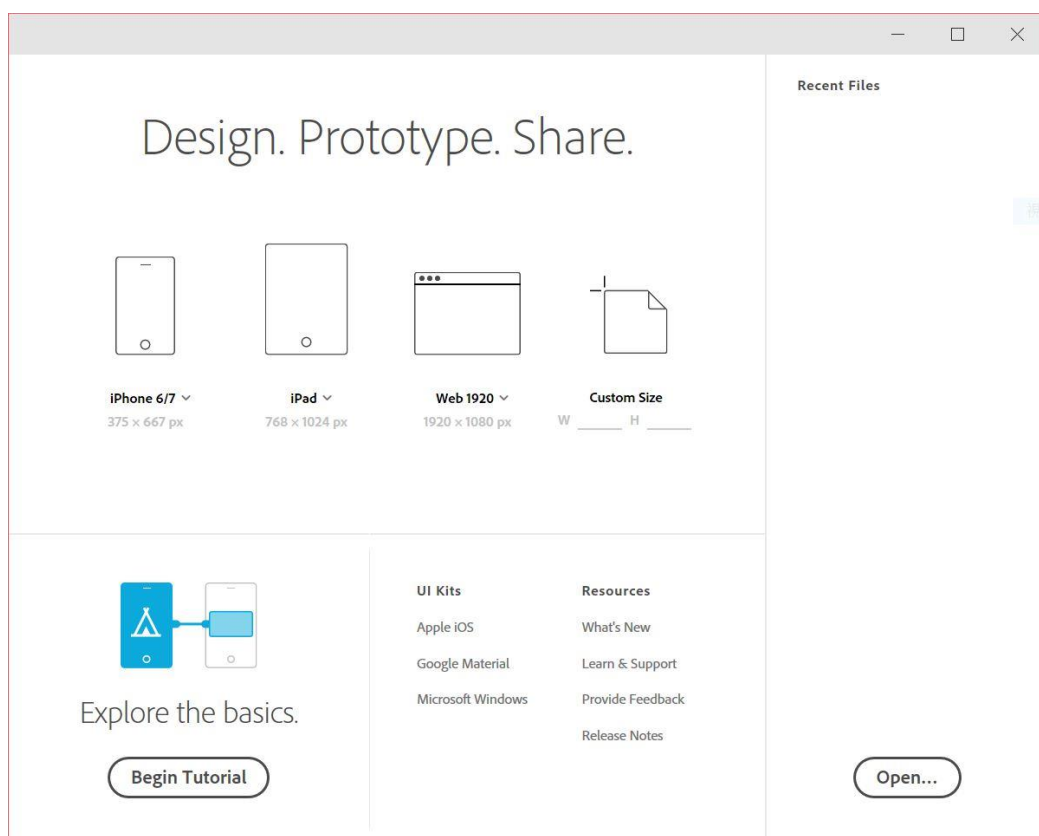 Recent Files
Design. Prototype. Share.
iPhone 6/7
375 × 667 px
iPad
768 × 1024 px
Web 1920
1920 × 1080 px
Custom Size
W H
Explore the basics.
Begin Tutorial
UI Kits
Apple iOS
Google Material
Microsoft Windows
Resources
What's New
Learn & Support
Provide Feedback
Release Notes
Open...